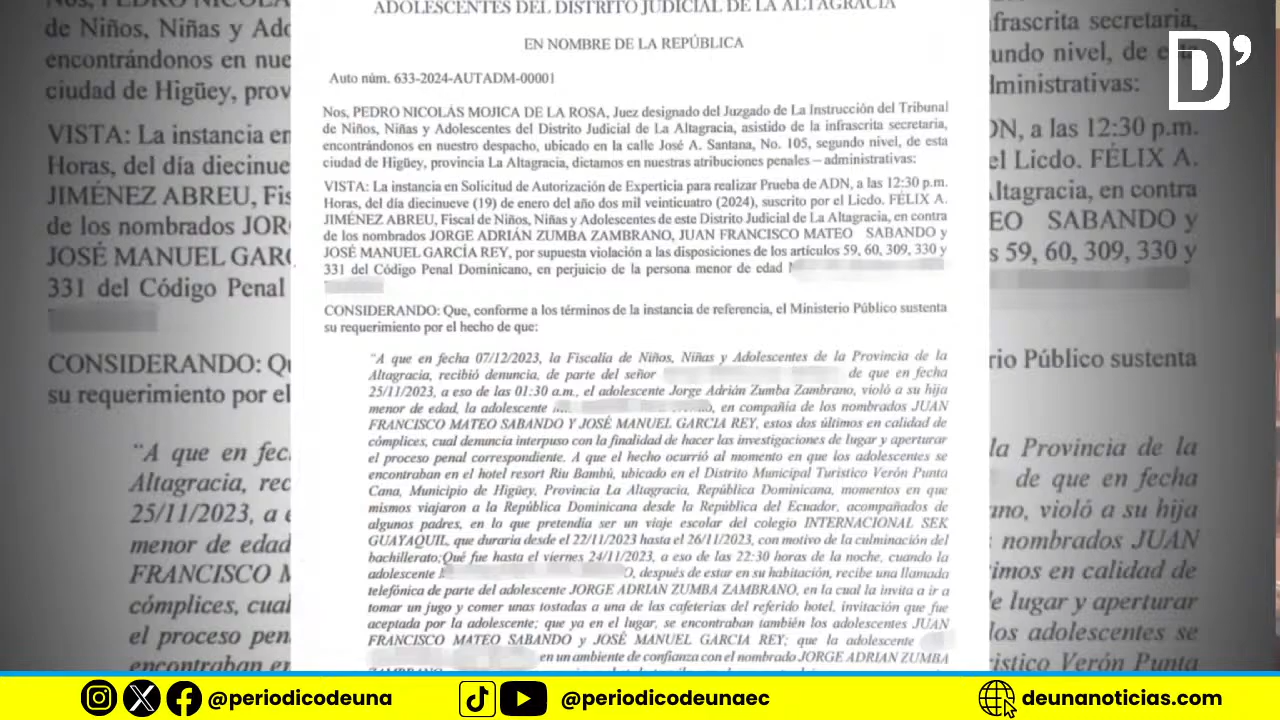 ADOLESCENTES DEL DISTRITO JUDICIAL DE LA ALTAGRACIA
EN NOMBRE DE LA REPÚBLICA
Auto núm. 633-2024-AUTADM-00001
Nos, PEDRO NICOLÁS MOJICA DE LA ROSA, Juez designado del Juzgado de La Instrucción del Tribunal
de Niños, Niñas y Adolescentes del Distrito Judicial de La Altagracia, asistido de la infrascrita secretaria,
encontrándonos en nuestro despacho, ubicado en la calle José A. Santana, No. 105, segundo nivel, de esta
ciudad de Higüey, provincia La Altagracia, dictamos en nuestras atribuciones penales – administrativas:
VISTA: La instancia en Solicitud de Autorización de Experticia para realizar Prueba de ADN, a las 12:30 p.m.
Horas, del día diecinueve (19) de enero del año dos mil veinticuatro (2024), suscrito por el Licdo. FÉLIX A.
JIMÉNEZ ABREU, Fiscal de Niños, Niñas y Adolescentes de este Distrito Judicial de La Altagracia, en contra
de los nombrados JORGE ADRIÁN ZUMBA ZAMBRANO, JUAN FRANCISCO MATEO SABANDO y
JOSÉ MANUEL GARCÍA REY, por supuesta violación a las disposiciones de los artículos 59, 60, 309, 330 y
331 del Código Penal Dominicano, en perjuicio de la persona menor de edad
CONSIDERANDO: Que, conforme a los términos de la instancia de referencia, el Ministerio Público sustenta
su requerimiento por el hecho de que:
"A que en fecha 07/12/2023, la Fiscalía de Niños, Niñas y Adolescentes de la Provincia de la
Altagracia, recibió denuncia, de parte del señor de que en fecha
25/11/2023, a eso de las 01:30 a.m., el adolescente Jorge Adrián Zumba Zambrano, violó a su hija
menor de edad, la adolescente , en compañía de los nombrados JUAN
FRANCISCO MATEO SABANDO Y JOSÉ MANUEL GARCIA REY, estos dos últimos en calidad de
cómplices, cual denuncia interpuso con la finalidad de hacer las investigaciones de lugar y aperturar
el proceso penal correspondiente. A que el hecho ocurrió al momento en que los adolescentes se
encontraban en el hotel resort Riu Bambú, ubicado en el Distrito Municipal Turistico Verón Punta
Cana, Municipio de Higüey, Provincia La Altagracia, República Dominicana, momentos en que
mismos viajaron a la República Dominicana desde la República del Ecuador, acompañados de
algunos padres, en lo que pretendía ser un viaje escolar del colegio INTERNACIONAL SEK
GUAYAQUIL, que duraria desde el 22/11/2023 hasta el 26/11/2023, con motivo de la culminación del
bachillerato;Qué fue hasta el viernes 24/11/2023, a eso de las 22:30 horas de la noche, cuando la
adolescente O, después de estar en su habitación, recibe una llamada
telefónica de parte del adolescente JORGE ADRIAN ZUMBA ZAMBRANO, en la cual la invita a ir a
tomar un jugo y comer unas tostadas a una de las cafeterias del referido hotel, invitación que fue
aceptada por la adolescente; que ya en el lugar, se encontraban también los adolescentes JUAN
FRANCISCO MATEO SABANDO y JOSÉ MANUEL GARCIA REY; que la adolescente
en un ambiente de confianza con el nombrado JORGE ADRIAN ZUMBA
D'
@periodicodeuna
@periodicodeunaec
deunanoticias.com